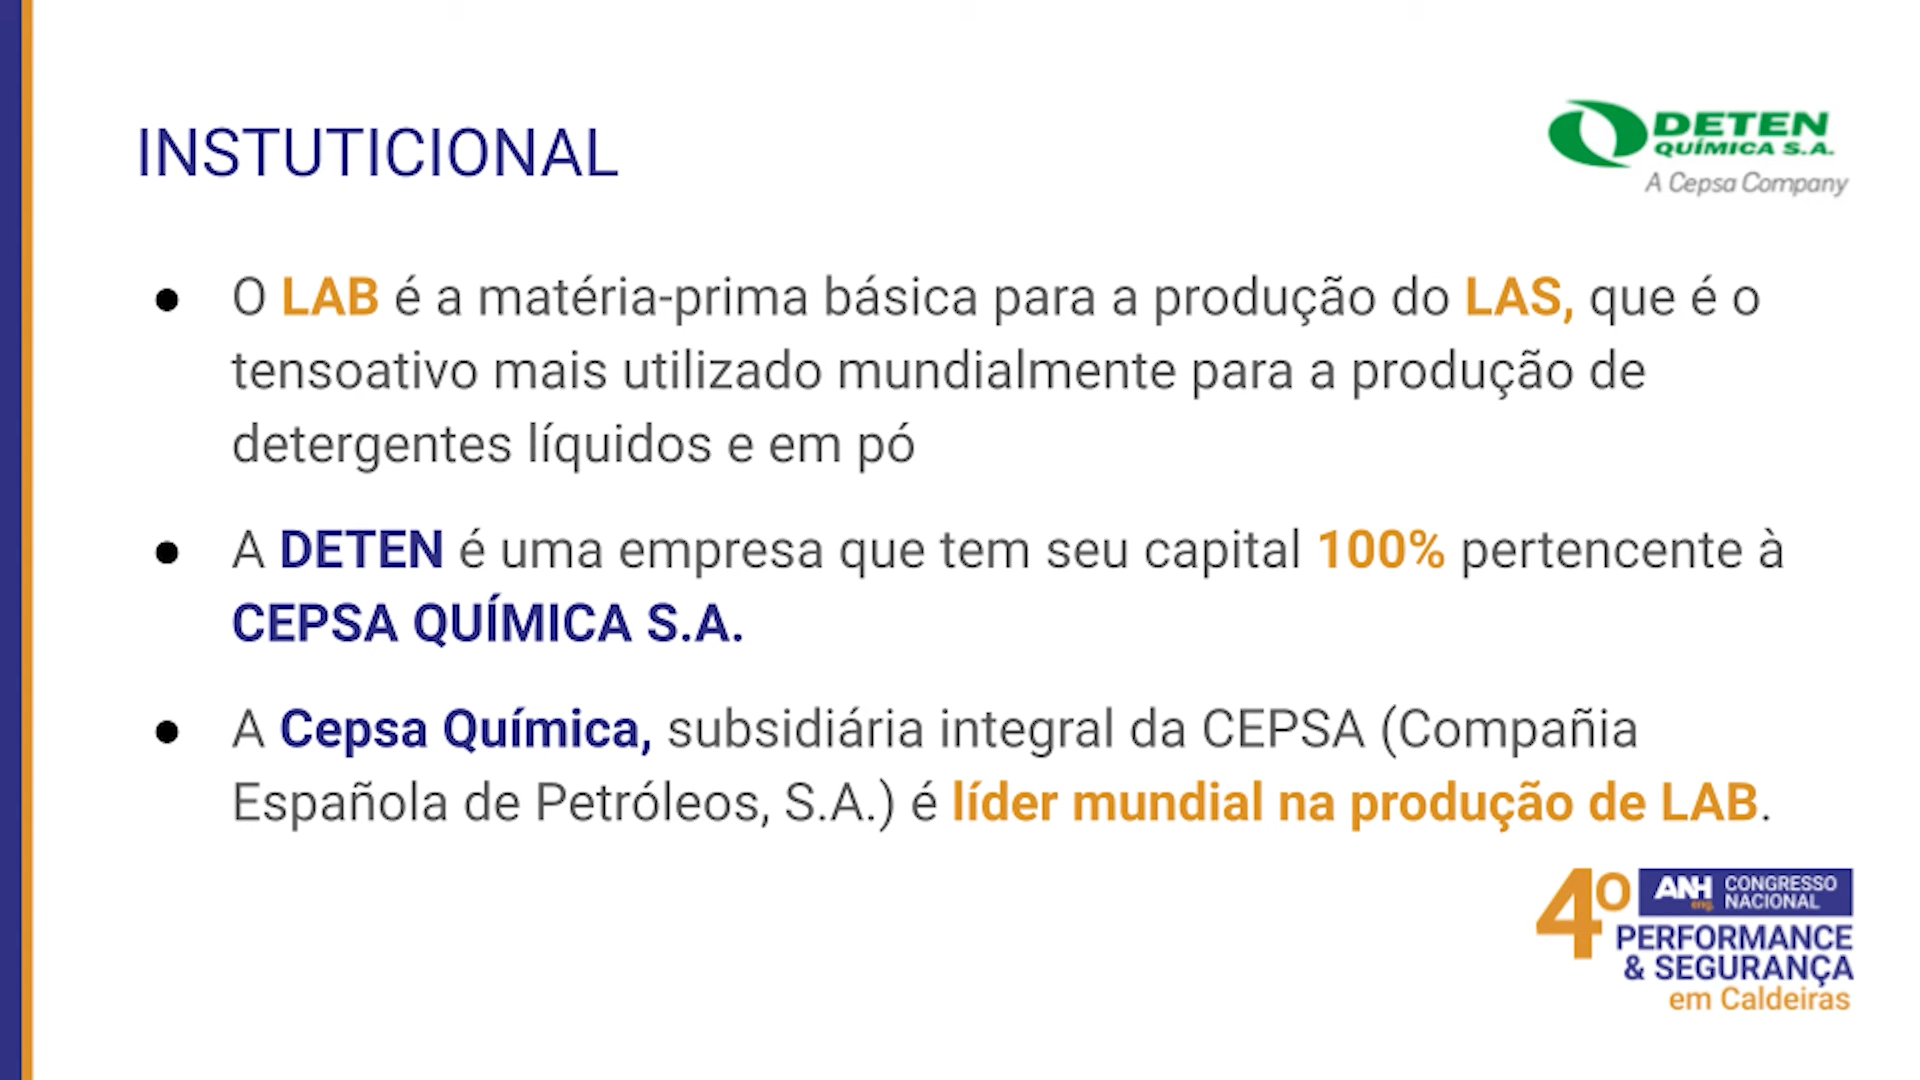 INSTUTICIONAL
DETEN
QUÍMICA S.A.
A Cepsa Company
● O LAB é a matéria-prima básica para a produção do LAS, que é o
tensoativo mais utilizado mundialmente para a produção de
detergentes líquidos e em pó
● A DETEN é uma empresa que tem seu capital 100% pertencente à
CEPSA QUÍMICA S.A.
● A Cepsa Química, subsidiária integral da CEPSA (Compañia
Española de Petróleos, S.A.) é líder mundial na produção de LAB.
4º ANH eng. CONGRESSO
NACIONAL
PERFORMANCE
& SEGURANÇA
em Caldeiras